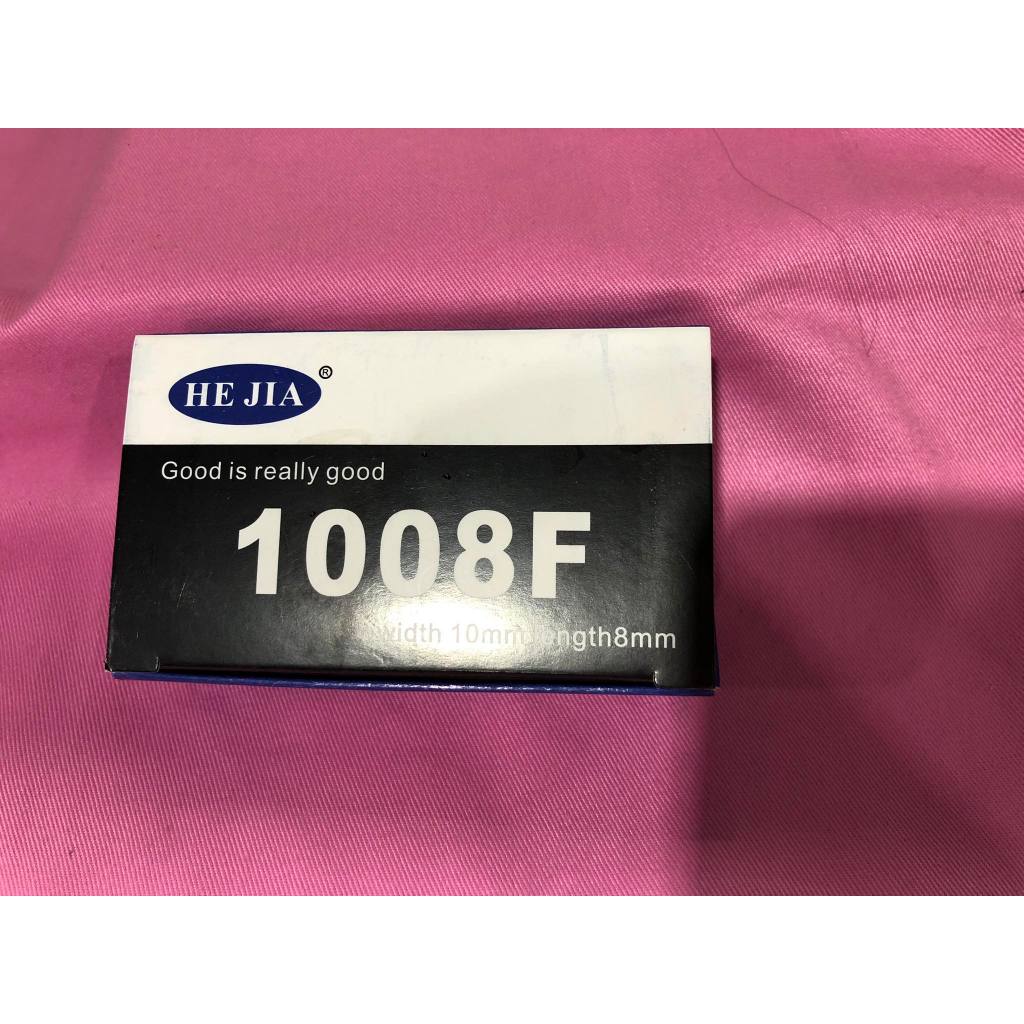 HE JIA ®
Good is really good
1008F
width 10mm length8mm